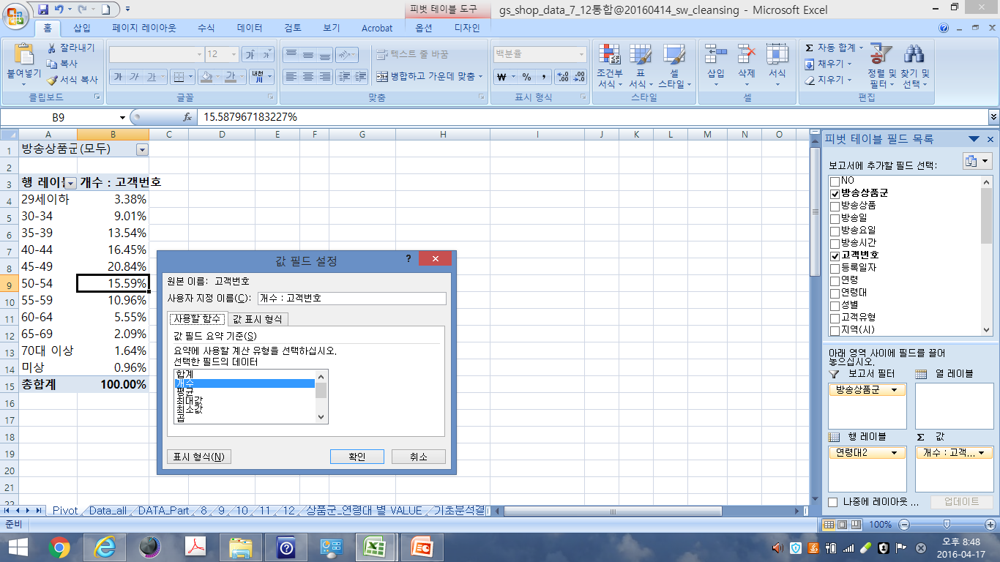 피벗 테이블 도구
gs_shop_data_7_12통합@20160414_sw_cleansing - Microsoft Excel
홈 삽입 페이지 레이아웃 수식 데이터 검토 보기 Acrobat 옵션 디자인
붙여넣기
잘라내기
복사
서식 복사
클립보드
12
가 가
가 가 가
가 내천
글꼴
텍스트 줄 바꿈
병합하고 가운데 맞춤
맞춤
백분율
₩ % ,
표시 형식
조건부 서식
표 서식
셀 스타일
스타일
삽입 삭제 서식
셀
Σ 자동 합계
채우기
지우기
정렬 및 필터
찾기 및 선택
편집
B9
fx
15.587967183227%
A B C D E F G H I J K L M N O
1 방송상품군 (모두)
2
3 행 레이블 개수 : 고객번호
4 29세이하 3.38%
5 30-34 9.01%
6 35-39 13.54%
7 40-44 16.45%
8 45-49 20.84%
9 50-54 15.59%
10 55-59 10.96%
11 60-64 5.55%
12 65-69 2.09%
13 70대 이상 1.64%
14 미상 0.96%
15 총합계 100.00%
16
17
18
19
20
21
22
값 필드 설정
?
원본 이름: 고객번호
사용자 지정 이름(C): 개수 : 고객번호
사용할 함수 값 표시 형식
값 필드 요약 기준(S)
요약에 사용할 계산 유형을 선택하십시오.
선택한 필드의 데이터
합계
개수
평균
최대값
최소값
곱
표시 형식(N) 확인 취소
피벗 테이블 필드 목록
보고서에 추가할 필드 선택:
NO
방송상품군
방송상품
방송일
방송요일
방송시간
고객번호
등록일자
연령
연령대
성별
고객유형
지역(시)
아래 영역 사이에 필드를 끌어
놓으십시오.
보고서 필터 열 레이블
방송상품군
행 레이블 Σ 값
연령대2 개수 : 고객...
나중에 레이아웃 ... 업데이트
Pivot Data_all DATA_Part 8 9 10 11 12 상품군_연령대 별 VALUE 기초분석결
준비
100%
오후 8:48
2016-04-17